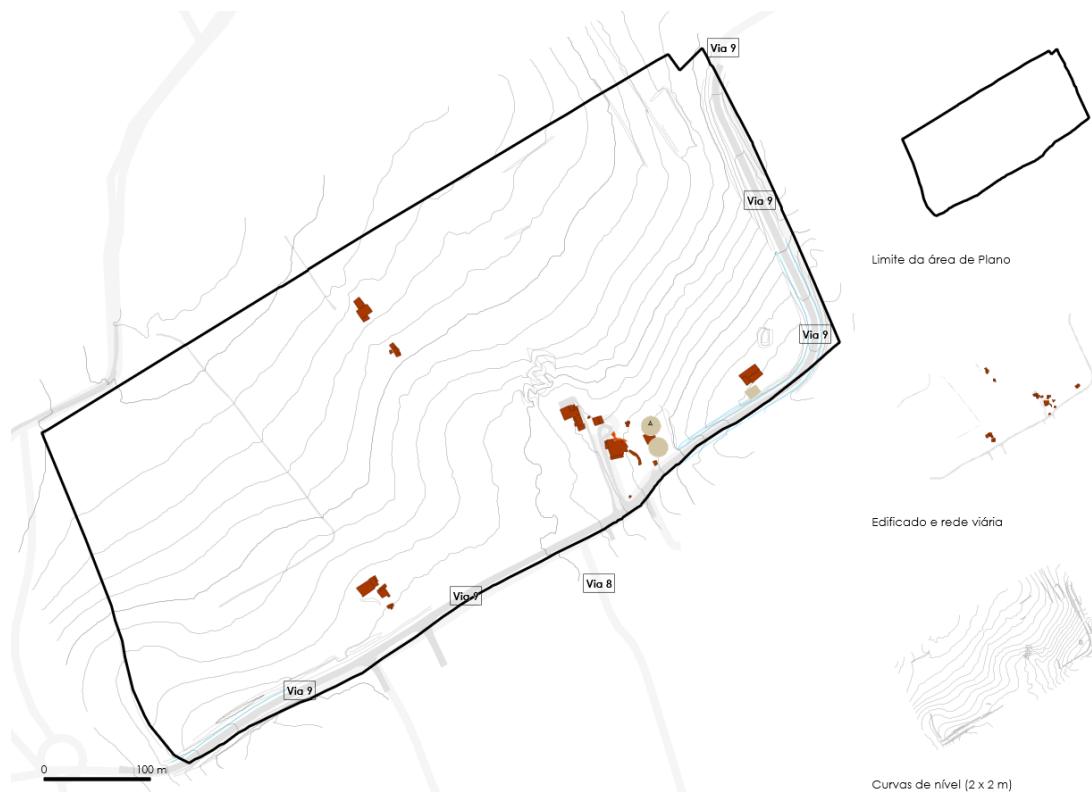 Via 9
Via 9
Limite da área de Plano
Via 9
Edificado e rede viária
Via 8
Via 9
Via 9
0 100 m
Curvas de nível (2 x 2 m)